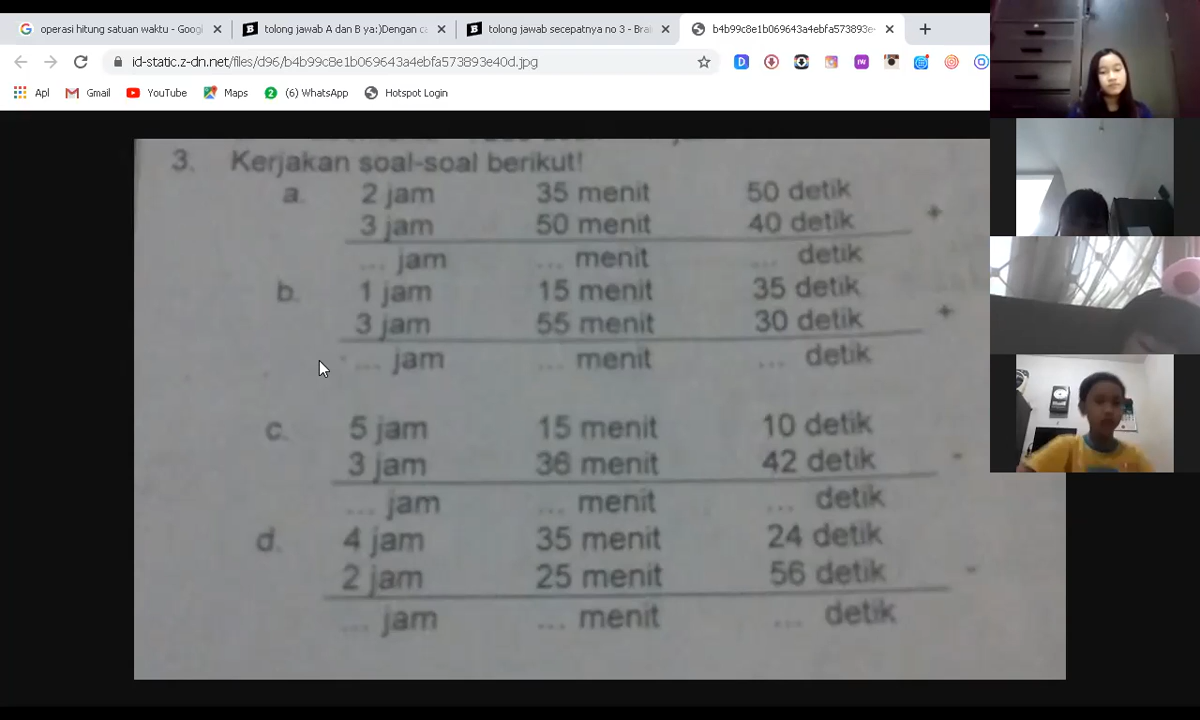 operasi hitung satuan waktu - Googl
tolong jawab A dan B ya:)Dengan ca
tolong jawab secepatnya no 3 - Brai
b4b99c8e1b069643a4ebfa573893e
id-static.z-dn.net/files/d96/b4b99c8e1b069643a4ebfa573893e40d.jpg
Apl Gmail YouTube Maps 2 (6) WhatsApp Hotspot Login
3. Kerjakan soal-soal berikut!
a. 2 jam 35 menit 50 detik
3 jam 50 menit 40 detik +
... jam ... menit ... detik
b. 1 jam 15 menit 35 detik
3 jam 55 menit 30 detik +
... jam ... menit ... detik
c. 5 jam 15 menit 10 detik
3 jam 36 menit 42 detik -
... jam ... menit ... detik
d. 4 jam 35 menit 24 detik
2 jam 25 menit 56 detik -
... jam ... menit ... detik